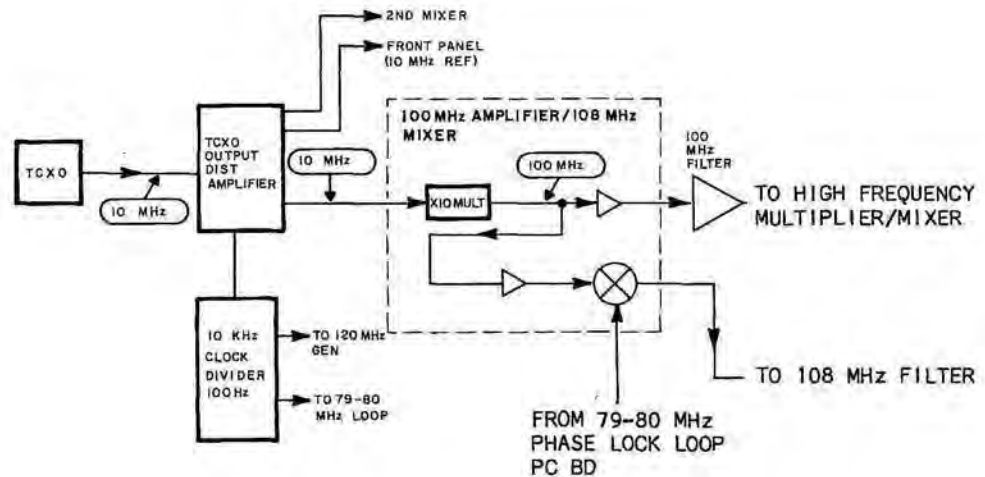 2ND MIXER
FRONT PANEL
(10 MHz REF)
100 MHz AMPLIFIER/108 MHz
MIXER
TCXO
10 MHz
TCXO
OUTPUT
DIST
AMPLIFIER
10 MHz
100 MHz
X10 MULT
100
MHz
FILTER
TO HIGH FREQUENCY
MULTIPLIER/MIXER
10 KHz
CLOCK
DIVIDER
100Hz
TO 120 MHz
GEN
TO 79-80
MHz LOOP
TO 108 MHz FILTER
FROM 79-80 MHz
PHASE LOCK LOOP
PC BD